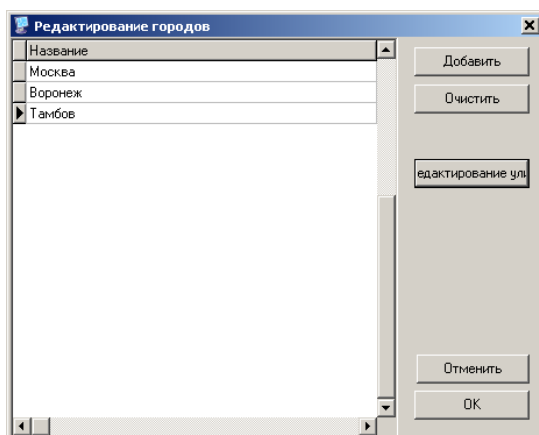 Редактирование городов
Название
Москва
Воронеж
Тамбов
Добавить
Очистить
едактирование ули
Отменить
OK